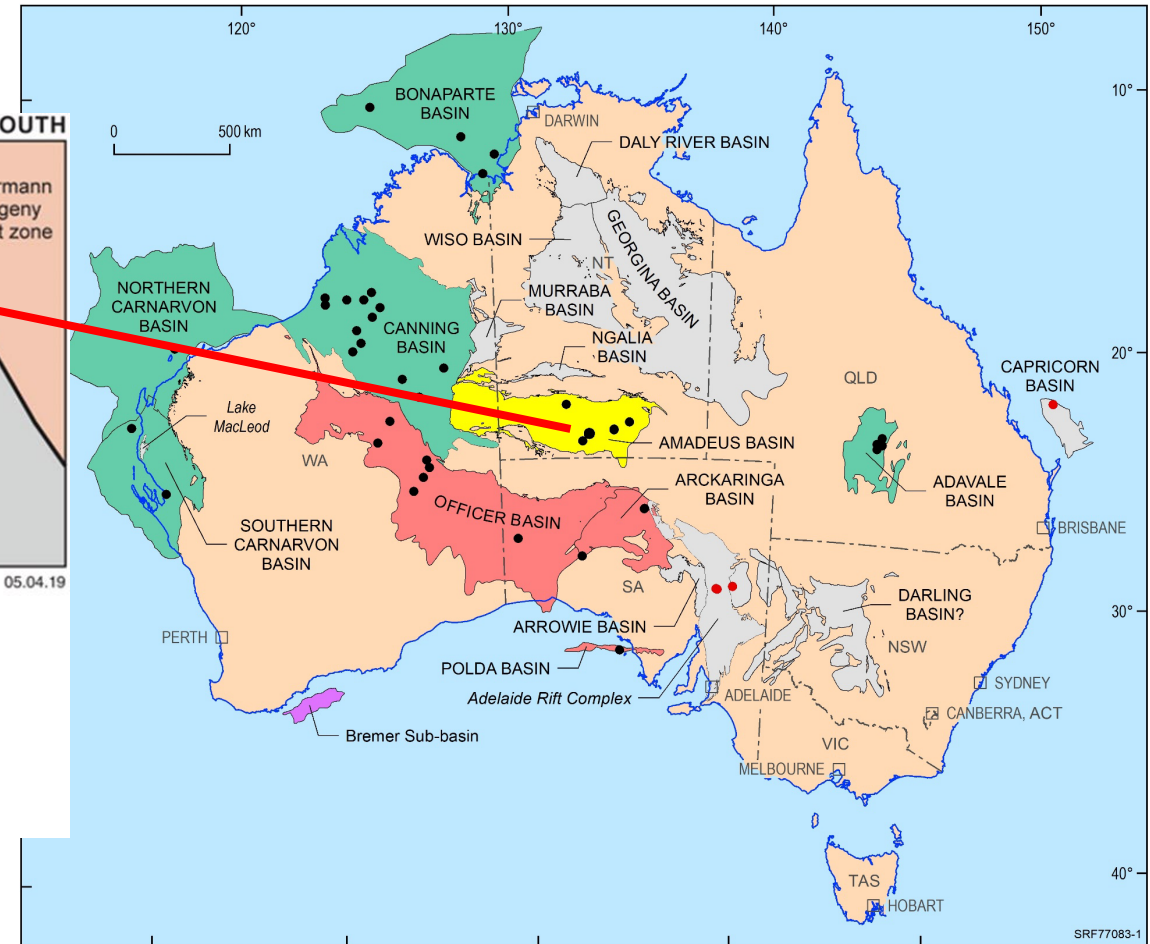 120°
130°
140°
150°
10°
20°
30°
40°
0
500 km
OUTH
rmann
geny
t zone
05.04.19
BONAPARTE
BASIN
DARWIN
DALY RIVER BASIN
WISO BASIN
GEORGINA BASIN
NT
MURRABA
BASIN
NGALIA
BASIN
NORTHERN
CARNARVON
BASIN
CANNING
BASIN
Lake
MacLeod
QLD
CAPRICORN
BASIN
AMADEUS BASIN
WA
ARCKARINGA
BASIN
ADAVALE
BASIN
OFFICER BASIN
SOUTHERN
CARNARVON
BASIN
BRISBANE
SA
DARLING
BASIN?
ARROWIE BASIN
NSW
PERTH
POLDA BASIN
Adelaide Rift Complex
ADELAIDE
SYDNEY
CANBERRA, ACT
Bremer Sub-basin
VIC
MELBOURNE
TAS
HOBART
SRF77083-1